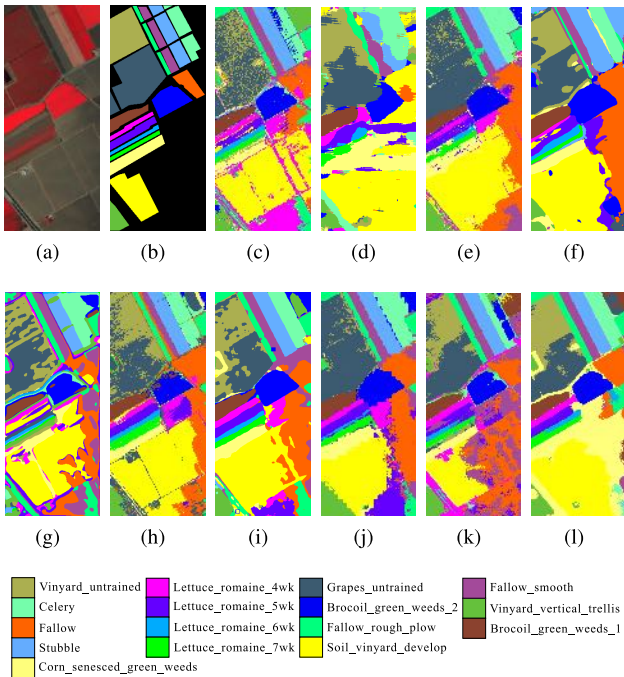 (a) (b) (c) (d) (e) (f)
(g) (h) (i) (j) (k) (l)
Vinyard_untrained Lettuce_romaine_4wk Grapes_untrained Fallow_smooth
Celery Lettuce_romaine_5wk Brocoil_green_weeds_2 Vinyard_vertical_trellis
Fallow Lettuce_romaine_6wk Fallow_rough_plow Brocoil_green_weeds_1
Stubble Lettuce_romaine_7wk Soil_vinyard_develop
Corn_senesced_green_weeds